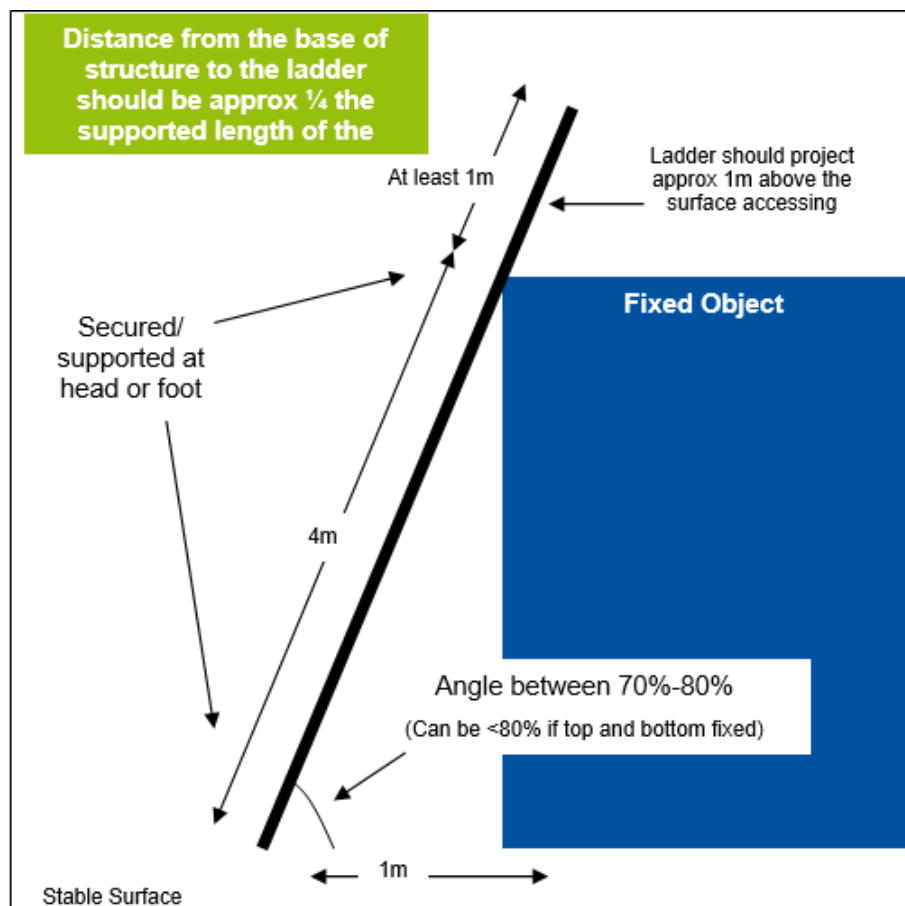 Distance from the base of
structure to the ladder
should be approx ¼ the
supported length of the
At least 1m
Ladder should project
approx 1m above the
surface accessing
Fixed Object
Secured/
supported at
head or foot
4m
Angle between 70%-80%
(Can be <80% if top and bottom fixed)
1m
Stable Surface